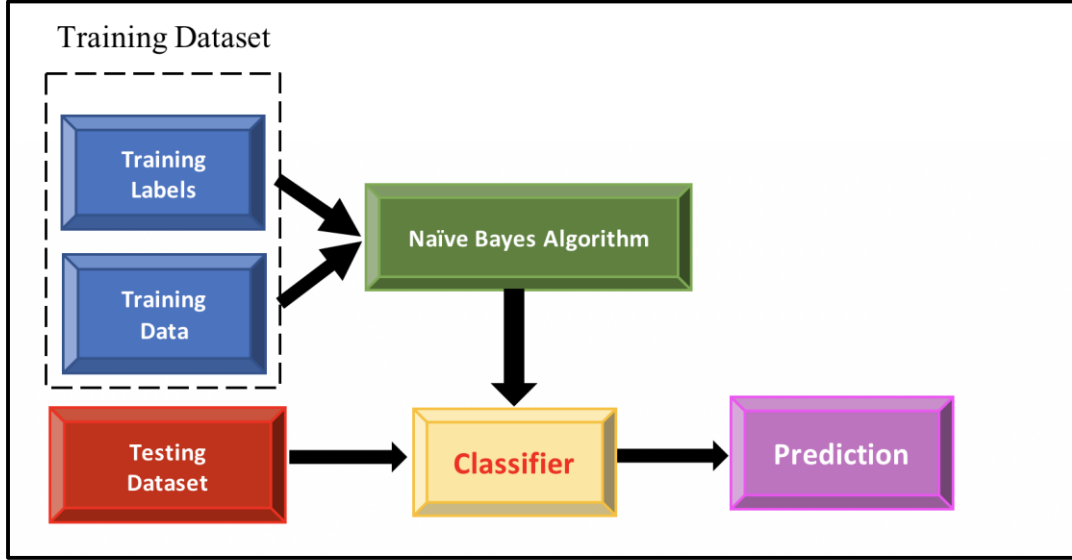 Training Dataset
Training
Labels
Naïve Bayes Algorithm
Training
Data
Testing
Dataset
Classifier
Prediction